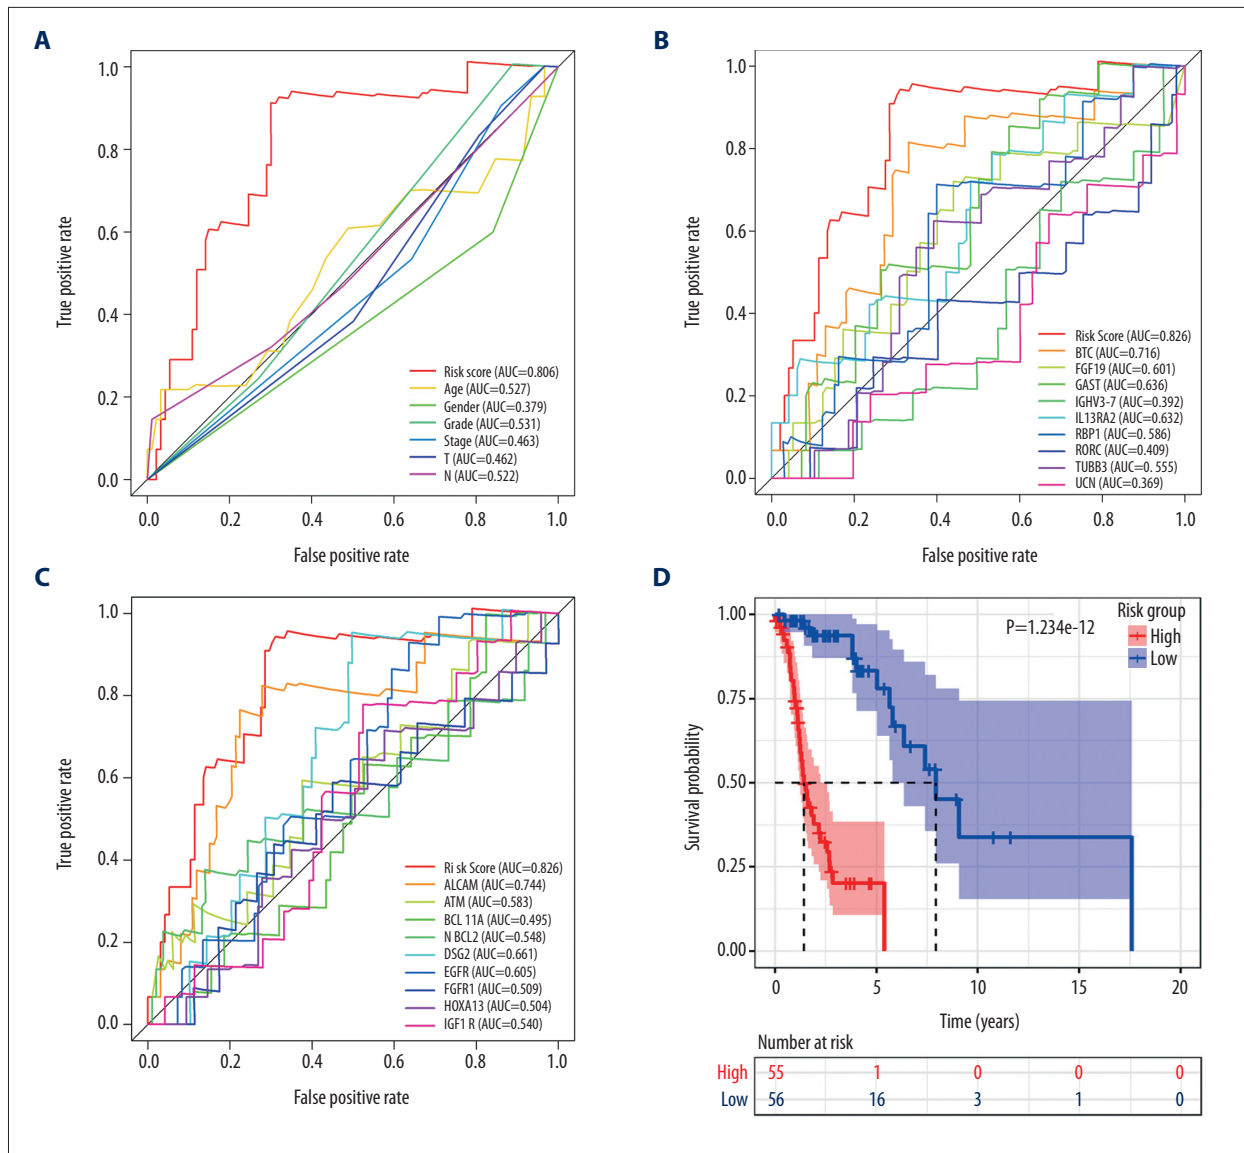 A
True positive rate
1.0
0.8
0.6
0.4
0.2
0.0
Risk score (AUC=0.806)
Age (AUC=0.527)
Gender (AUC=0.379)
Grade (AUC=0.531)
Stage (AUC=0.463)
T (AUC=0.462)
N (AUC=0.522)
0.0 0.2 0.4 0.6 0.8 1.0
False positive rate
B
True positive rate
1.0
0.8
0.6
0.4
0.2
0.0
Risk Score (AUC=0.826)
BTC (AUC=0.716)
FGF19 (AUC= 0.601)
GAST (AUC=0.636)
IGHV3-7 (AUC=0.392)
IL13RA2 (AUC=0.632)
RBP1 (AUC= 0.586)
RORC (AUC=0.409)
TUBB3 (AUC= 0.555)
UCN (AUC=0.369)
0.0 0.2 0.4 0.6 0.8 1.0
False positive rate
C
True positive rate
1.0
0.8
0.6
0.4
0.2
0.0
Ri sk Score (AUC=0.826)
ALCAM (AUC=0.744)
ATM (AUC=0.583)
BCL 11A (AUC=0.495)
N BCL2 (AUC=0.548)
DSG2 (AUC=0.661)
EGFR (AUC=0.605)
FGFR1 (AUC=0.509)
HOXA13 (AUC=0.504)
IGF1 R (AUC=0.540)
0.0 0.2 0.4 0.6 0.8 1.0
False positive rate
D
Survival probability
1.00
0.75
0.50
0.25
0.00
P=1.234e-12
Risk group
High
Low
0 5 10 15 20
Time (years)
Number at risk
High 55 1 0 0 0
Low 56 16 3 1 0